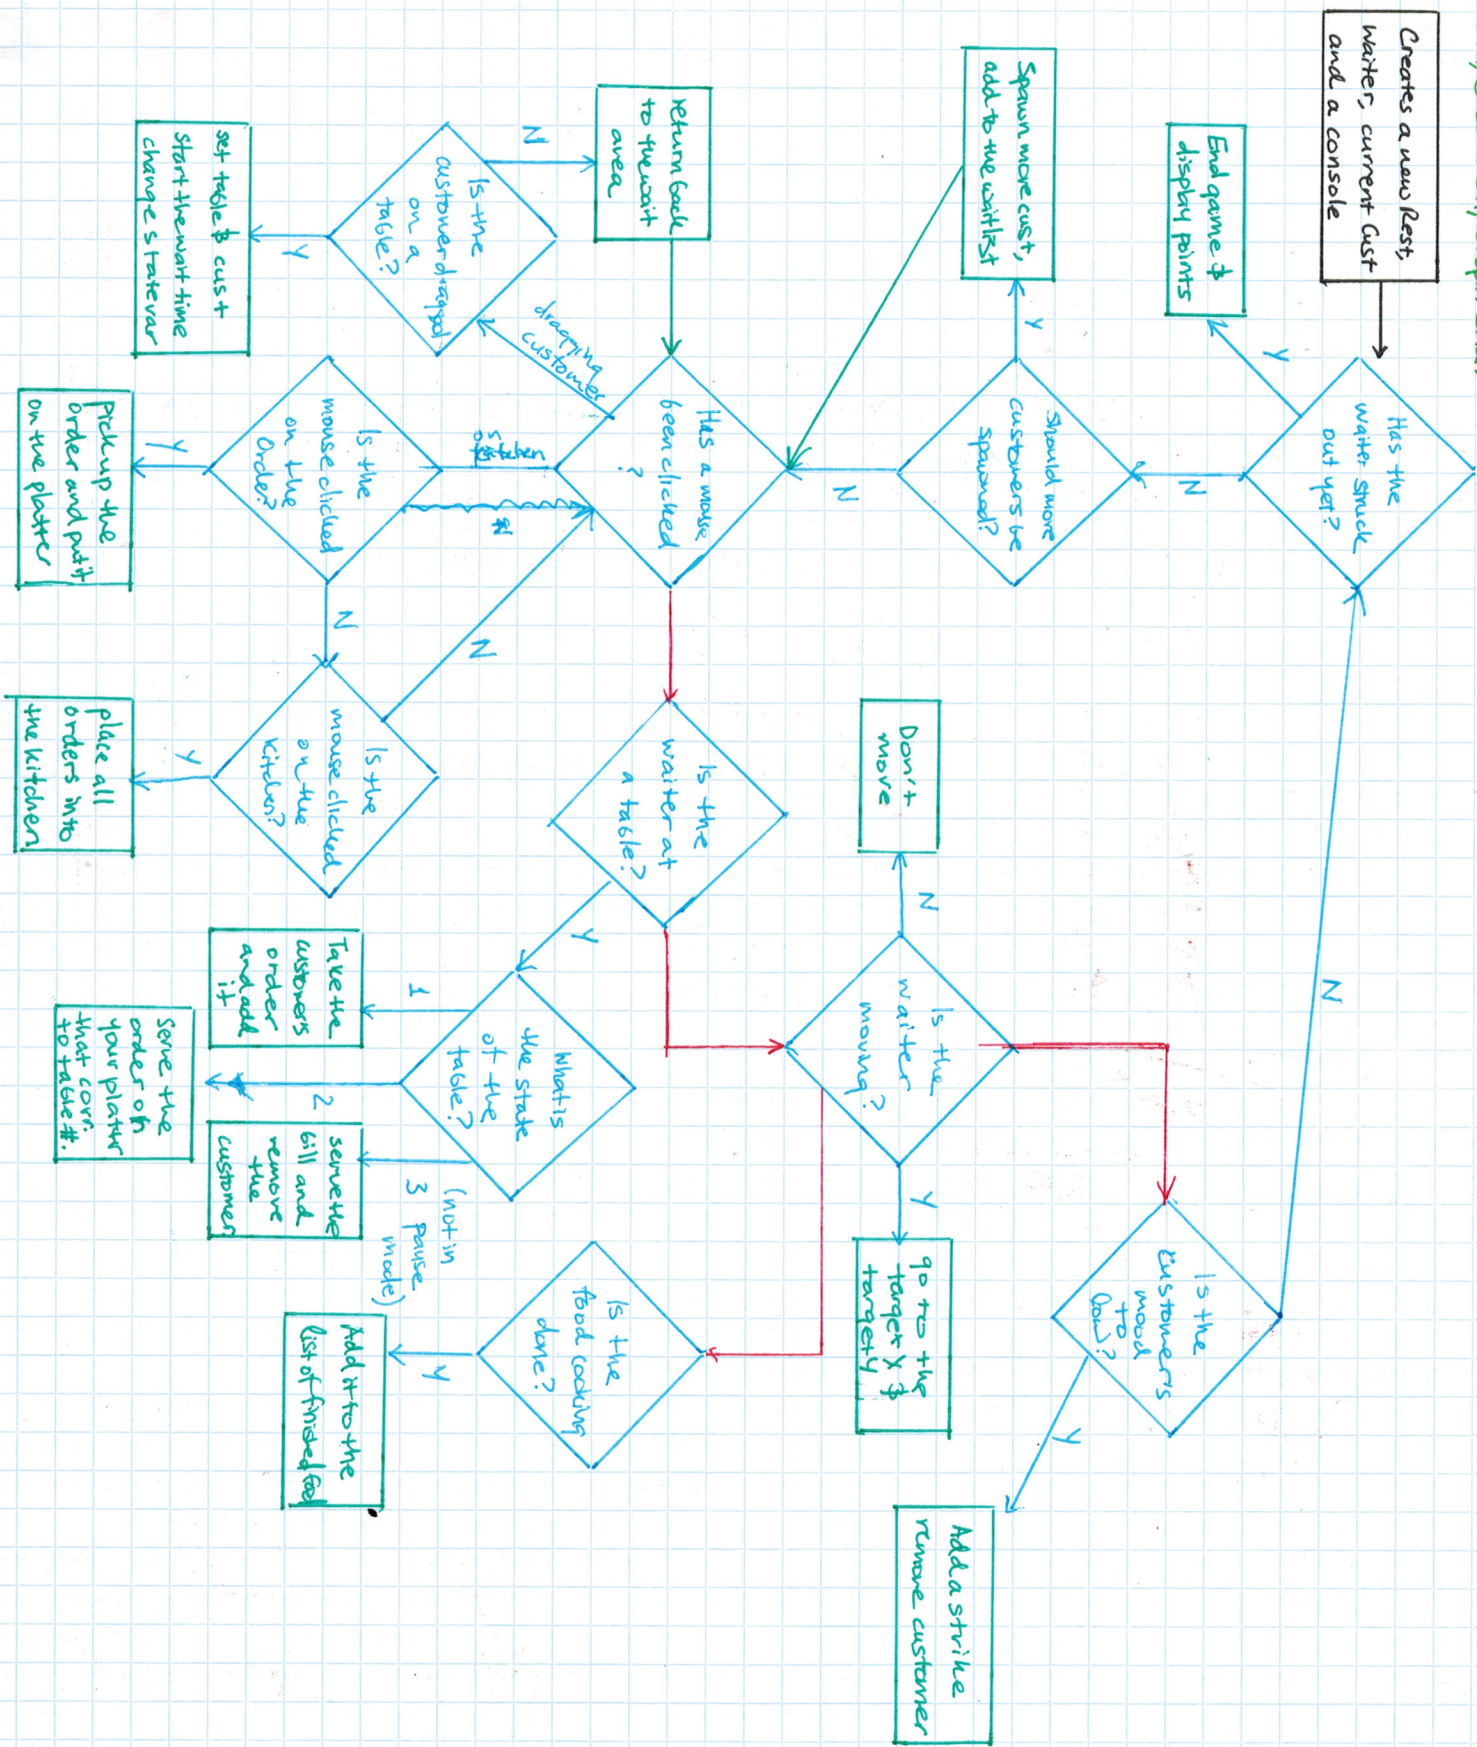 Creates a new Rest,
waiter, current Cust
and a console
Has the
waiter struck
out yet?
Y
End game &
display points
N
Should more
customers be
spawned?
Y
Spawn more cust,
add to the waitlist
N
Has a mouse
been clicked
?
return back
to the wait
area
N
dragging
customer
Is the
customer dragged
on a
table?
Y
set table & cust
start the wait time
change state var
kitchen
Is the
mouse clicked
on the
Order?
N
Y
Pick up the
order and put it
on the platter
N
N
Is the
mouse clicked
on the
kitchen?
Y
place all
orders into
the kitchen
Is the
waiter at
a table?
Y
What is
the state
of the
table?
1
Take the
customers
order
and add
it
2
Serve the
order on
your platter
that corr.
to table #.
3
(not in
pause
mode)
serve the
bill and
remove
the
customer
Is the
waiter
moving?
N
Don't
move
Y
go to the
target X &
target Y
Is the
food cooking
done?
Y
Add it to the
list of finished food
Is the
customer's
mood
to
low?
N
Y
Add a strike
remove customer